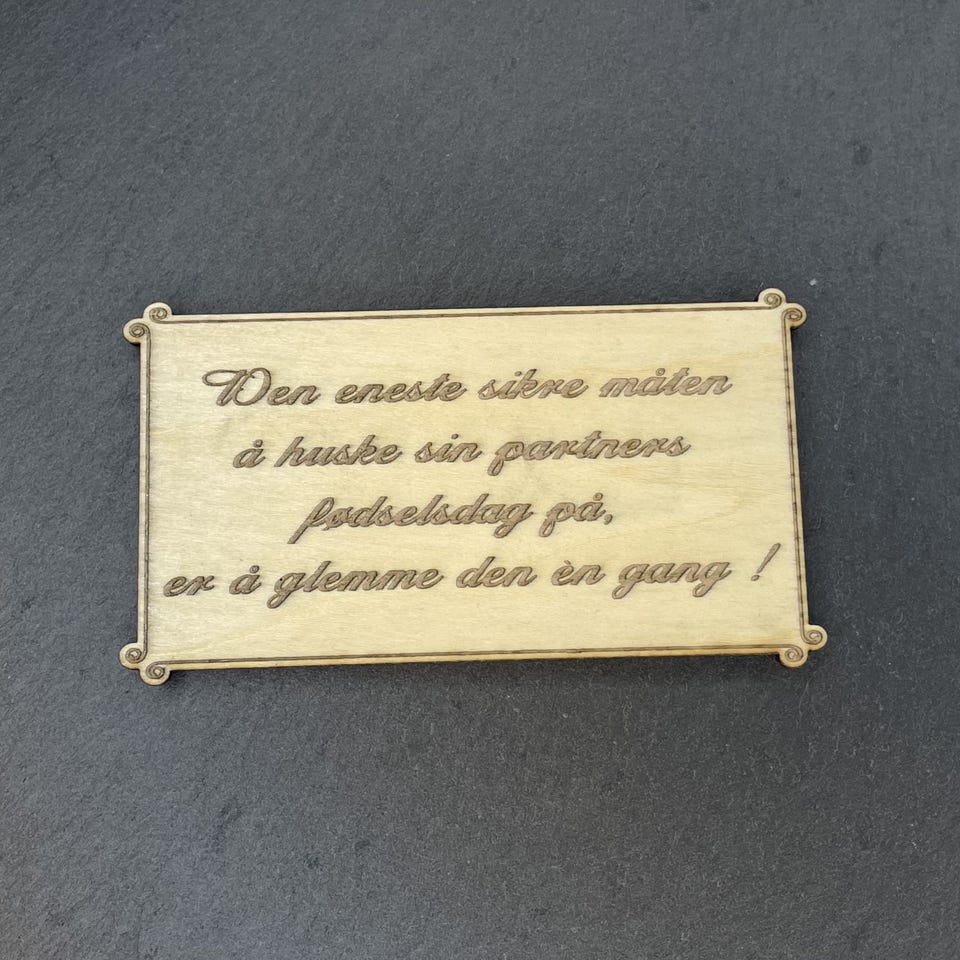 Den eneste sikre måten
å huske sin partners
fødselsdag på,
er å glemme den èn gang !